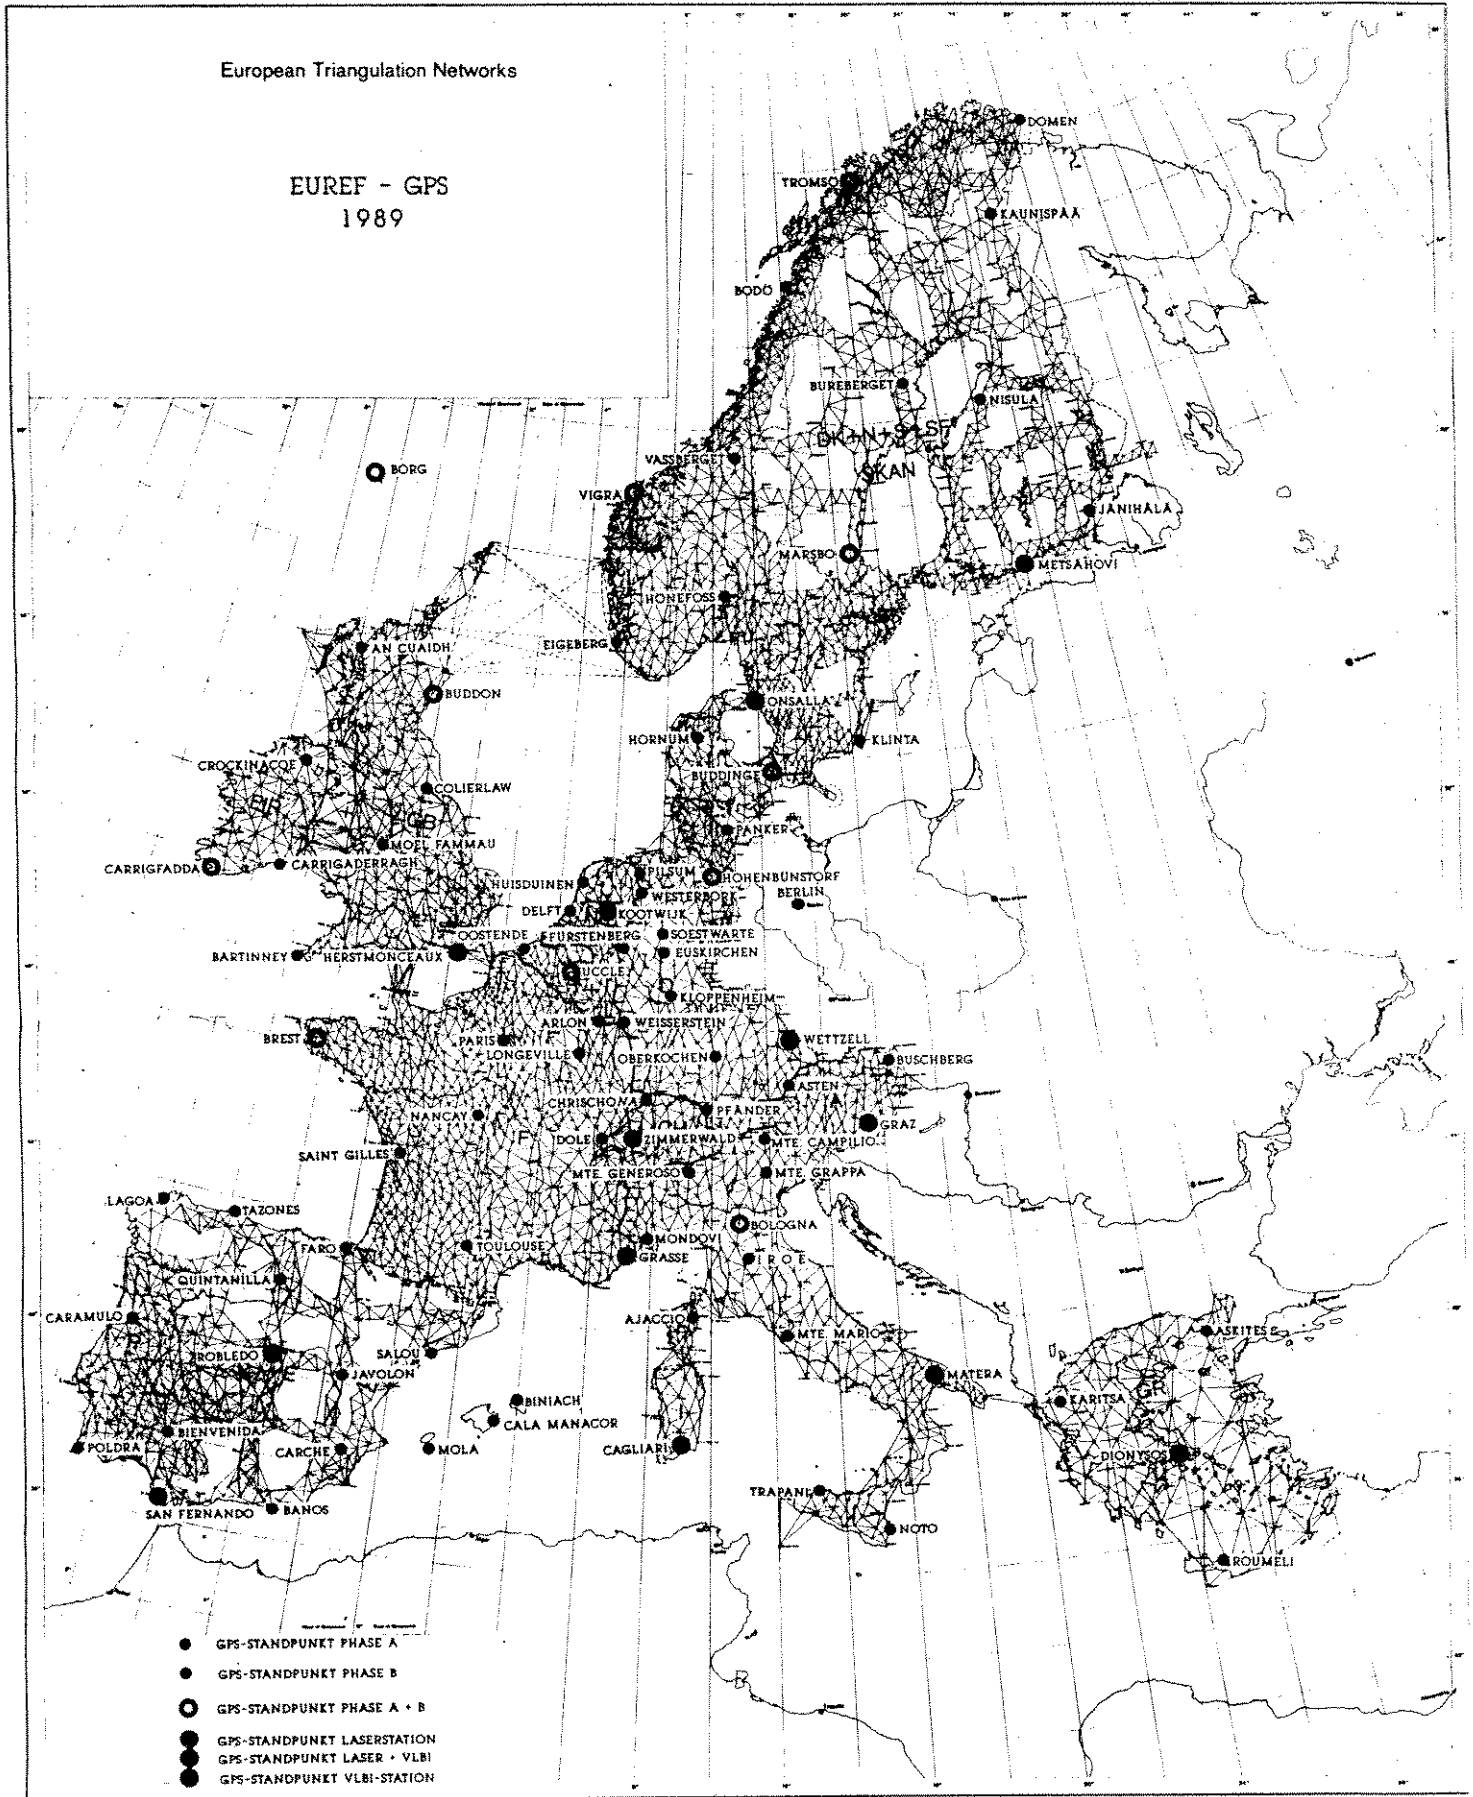 European Triangulation Networks
EUREF - GPS
1989
DOMEN
TROMSO
KAUNISPÄÄ
BODO
BUREBERGET
NISULA
DK+N+S+SF
SKAN
VASSBERGET
BORG
VIGRA
JANIHALA
MARSBO
METSAHOVI
HONEFOSS
EIGEBERG
AN CUAIDH
BUDDON
ONSALLA
HORNUM
KLINTA
CROCKINACOE
BUDDINGE
COLIERLAW
GB
PANKER
MOEL FAMMAU
CARRIGFADDA
CARRIGADERRAGH
PILSUM
HOHENBUNSTORF
HUISDUINEN
WESTERBORK
BERLIN
DELFT
KOOTWIJK
OOSTENDE
FURSTENBERG
SOESTWARTE
BARTINNEY
HERSTMONCEAUX
EUSKIRCHEN
UCCLE
D
KLOPPENHEIM
ARLON
WEISSERSTEIN
BREST
PARIS
WETTZELL
LONGEVILLE
OBERKOCHEN
BUSCHBERG
ASTEN
CHRISCHONA
A
NANCAY
PFANDER
GRAZ
F
DOLE
ZIMMERWALD
MTE. CAMPILIO
SAINT GILLES
MTE. GENEROSO
MTE. GRAPPA
LAGOA
TAZONES
BOLOGNA
FARO
TOULOUSE
MONDOVI
GRASSE
I R O E
QUINTANILLA
CARAMULO
AJACCIO
MTE. MARIO
ASKITES
P
ROBLEDO
SALOU
JAVOLON
MATERA
GR
BINIACH
KARITSA
CALA MANACOR
BIENVENIDA
POLDRA
CARCHE
MOLA
CAGLIARI
DIONYSOS
TRAPANI
SAN FERNANDO
BANOS
NOTO
ROUMELI
GPS-STANDPUNKT PHASE A
GPS-STANDPUNKT PHASE B
GPS-STANDPUNKT PHASE A + B
GPS-STANDPUNKT LASERSTATION
GPS-STANDPUNKT LASER + VLBI
GPS-STANDPUNKT VLBI-STATION